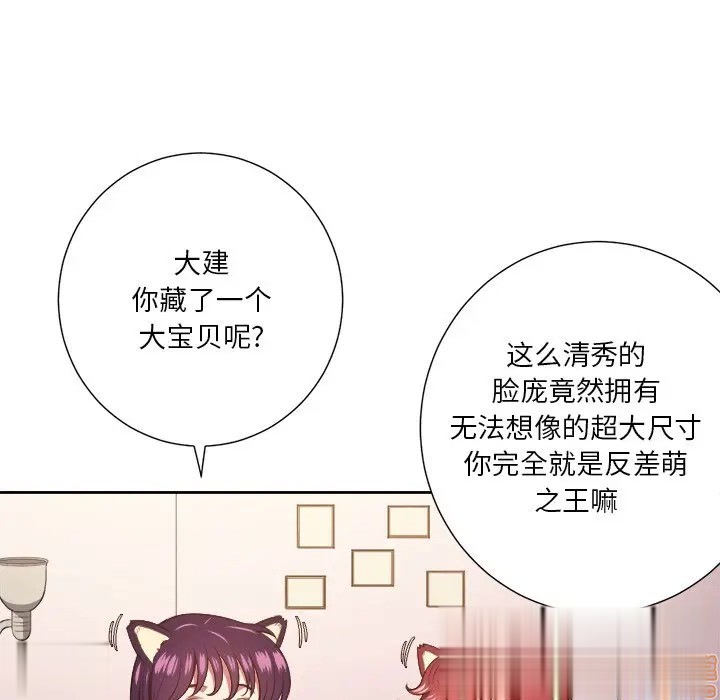 大建
你藏了一个
大宝贝呢?
这么清秀的
脸庞竟然拥有
无法想像的超大尺寸
你完全就是反差萌
之王嘛